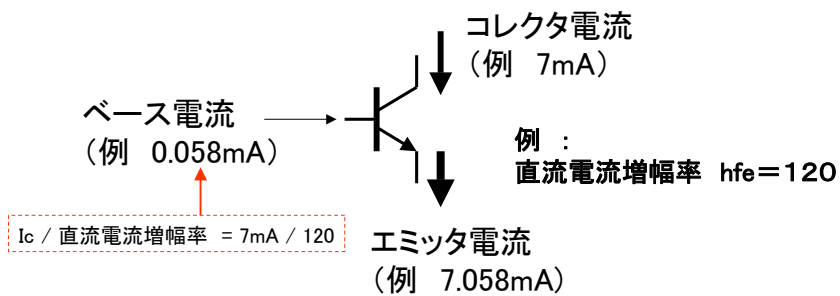 コレクタ電流
（例　7mA）
ベース電流
（例　0.058mA）
例　：
直流電流増幅率　hfe＝１２０
Ic / 直流電流増幅率 = 7mA / 120
エミッタ電流
（例　7.058mA）